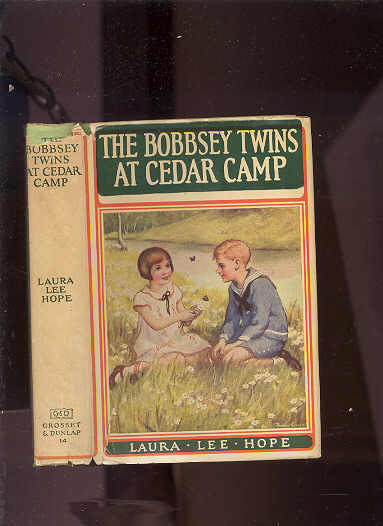 THE
BOBBSEY
TWINS
AT CEDAR
CAMP
LAURA
LEE
HOPE
G&D
GROSSET
& DUNLAP
14
THE BOBBSEY TWINS
AT CEDAR CAMP
LAURA · LEE · HOPE